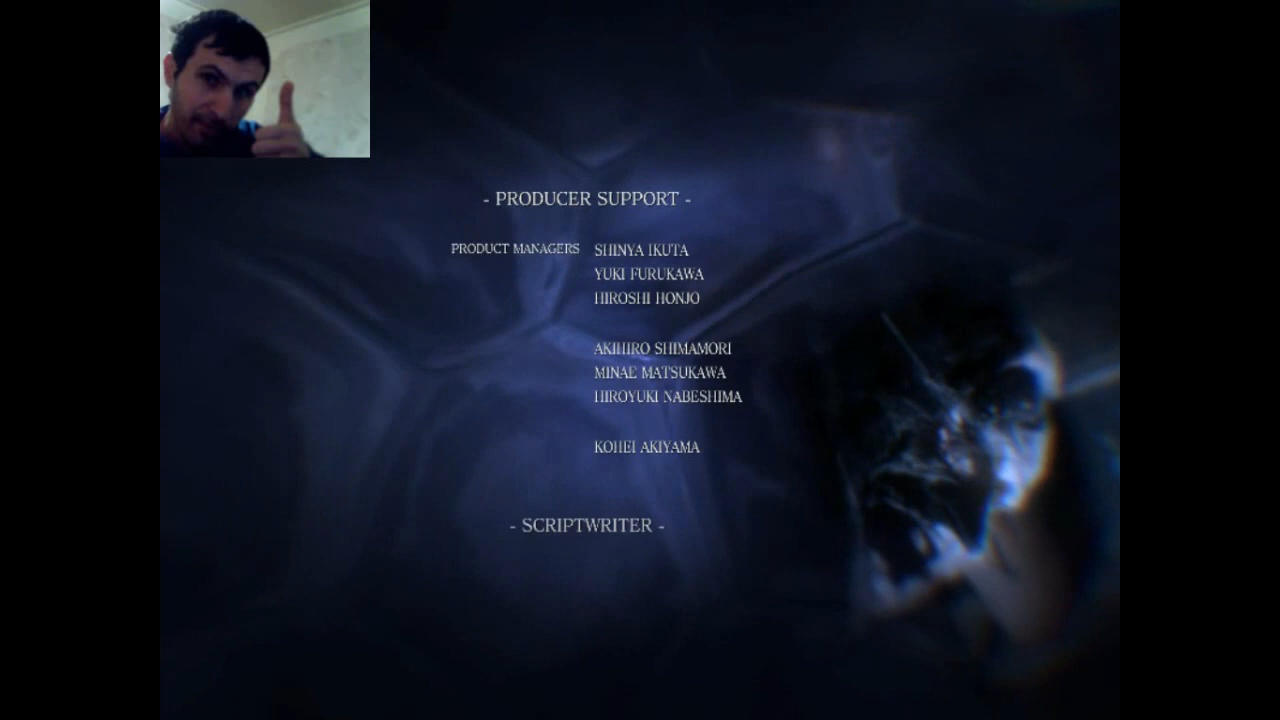 - PRODUCER SUPPORT -
PRODUCT MANAGERS SHINYA IKUTA
YUKI FURUKAWA
HIROSHI HONJO
AKIHIRO SHIMAMORI
MINAE MATSUKAWA
HIROYUKI NABESHIMA
KOHEI AKIYAMA
- SCRIPTWRITER -